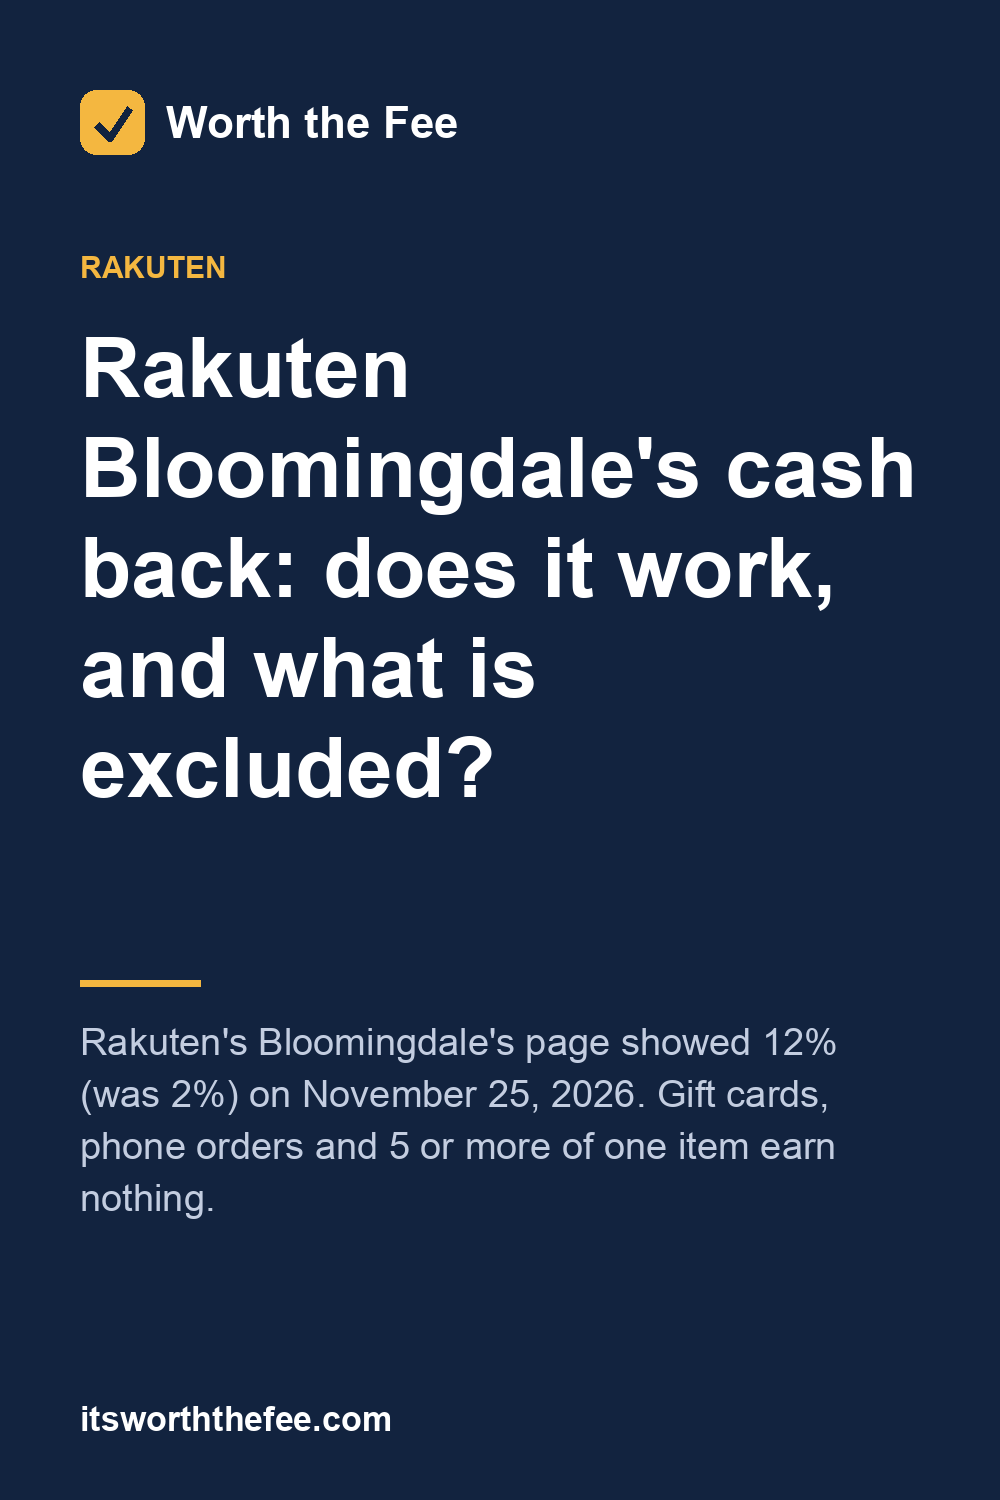 Worth the Fee
RAKUTEN
Rakuten
Bloomingdale's cash
back: does it work,
and what is
excluded?
Rakuten's Bloomingdale's page showed 12%
(was 2%) on November 25, 2026. Gift cards,
phone orders and 5 or more of one item earn
nothing.
itsworththefee.com